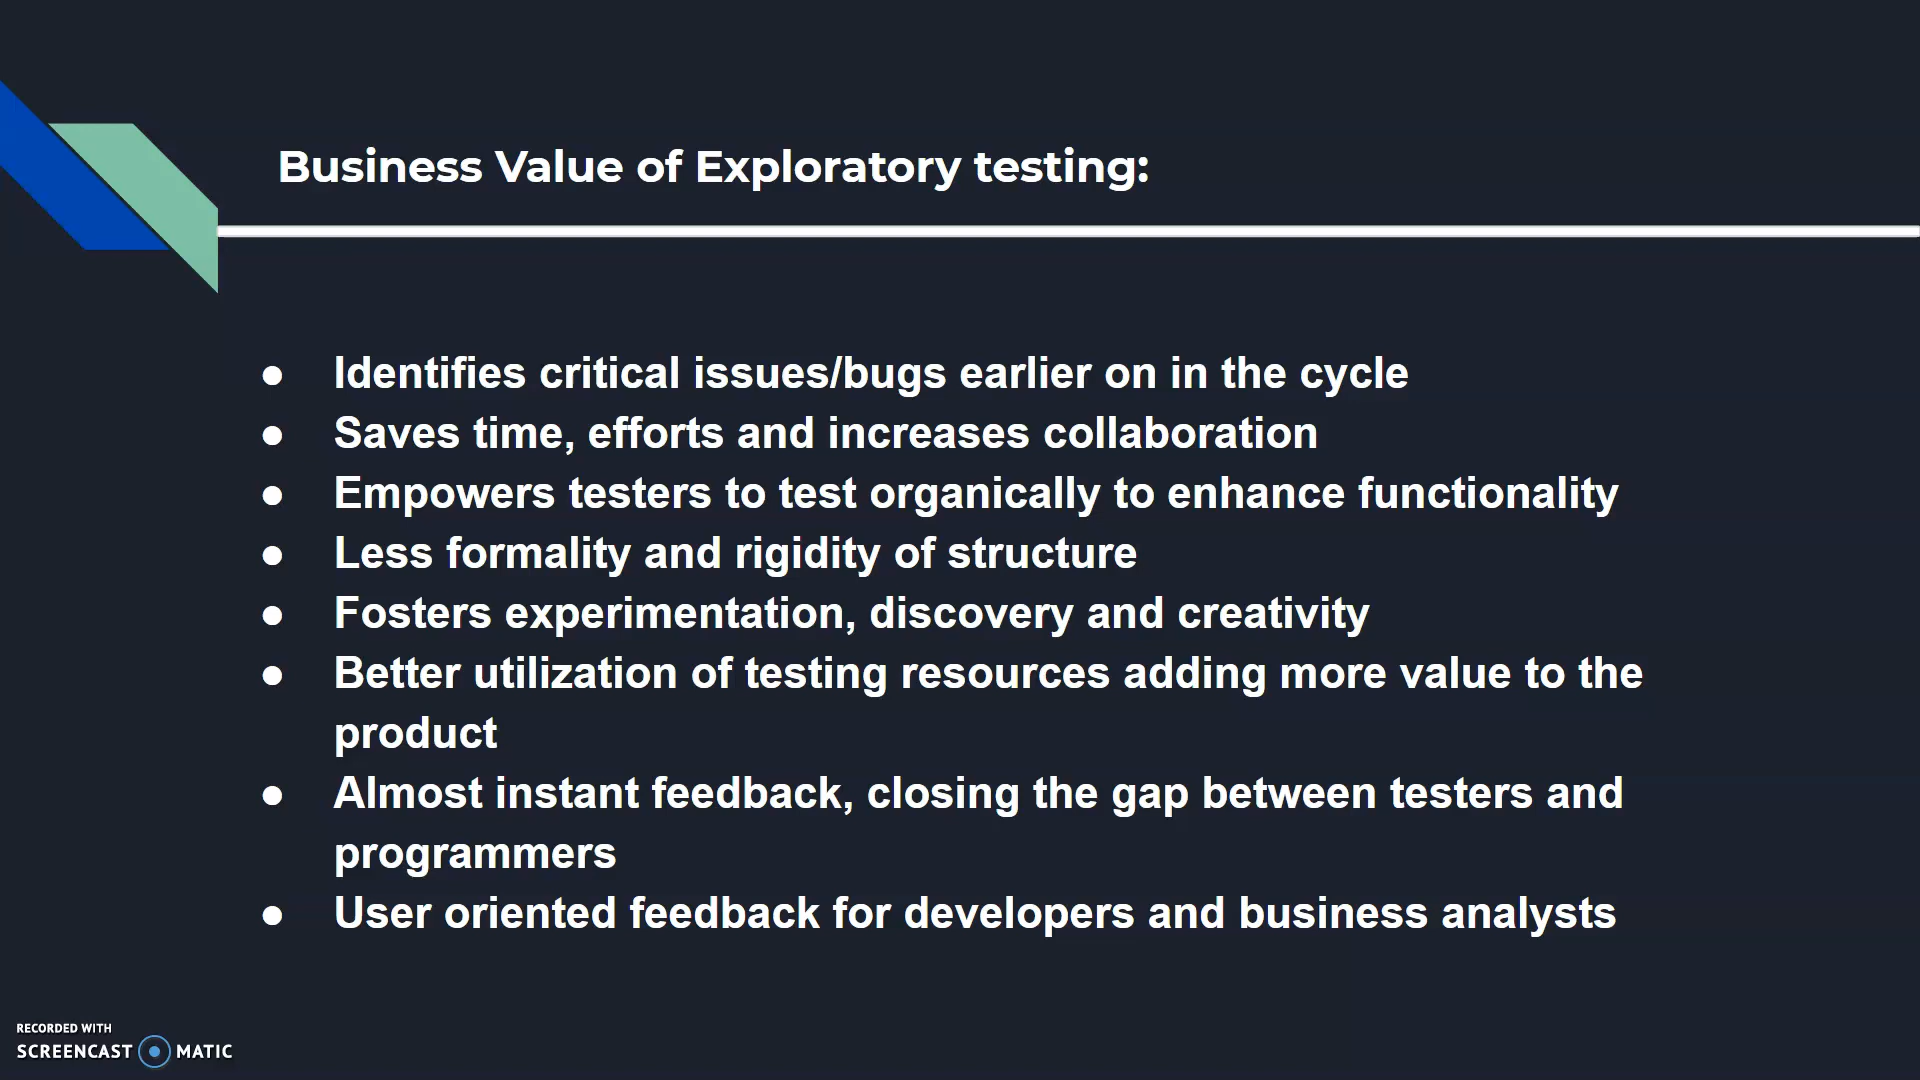 Business Value of Exploratory testing:
● Identifies critical issues/bugs earlier on in the cycle
● Saves time, efforts and increases collaboration
● Empowers testers to test organically to enhance functionality
● Less formality and rigidity of structure
● Fosters experimentation, discovery and creativity
● Better utilization of testing resources adding more value to the
product
● Almost instant feedback, closing the gap between testers and
programmers
● User oriented feedback for developers and business analysts
RECORDED WITH
SCREENCAST MATIC